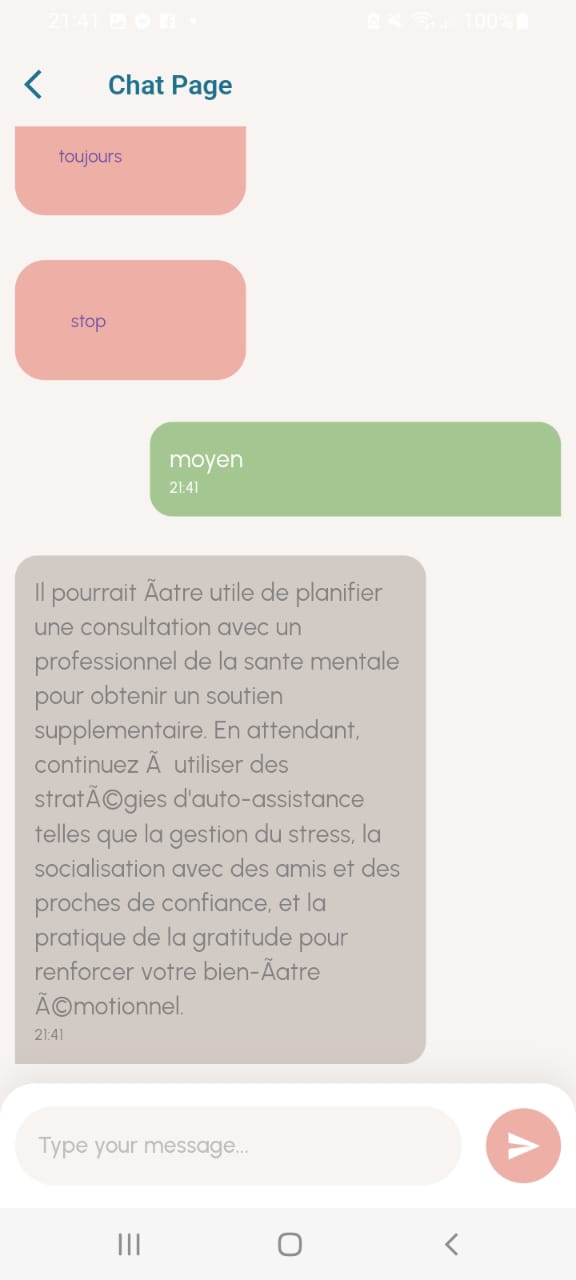 21:41 100%
Chat Page
toujours
stop
moyen
21:41
Il pourrait Ãatre utile de planifier
une consultation avec un
professionnel de la sante mentale
pour obtenir un soutien
supplementaire. En attendant,
continuez Ã  utiliser des
stratÃ©gies d'auto-assistance
telles que la gestion du stress, la
socialisation avec des amis et des
proches de confiance, et la
pratique de la gratitude pour
renforcer votre bien-Ãatre
Ã©motionnel.
21:41
Type your message...